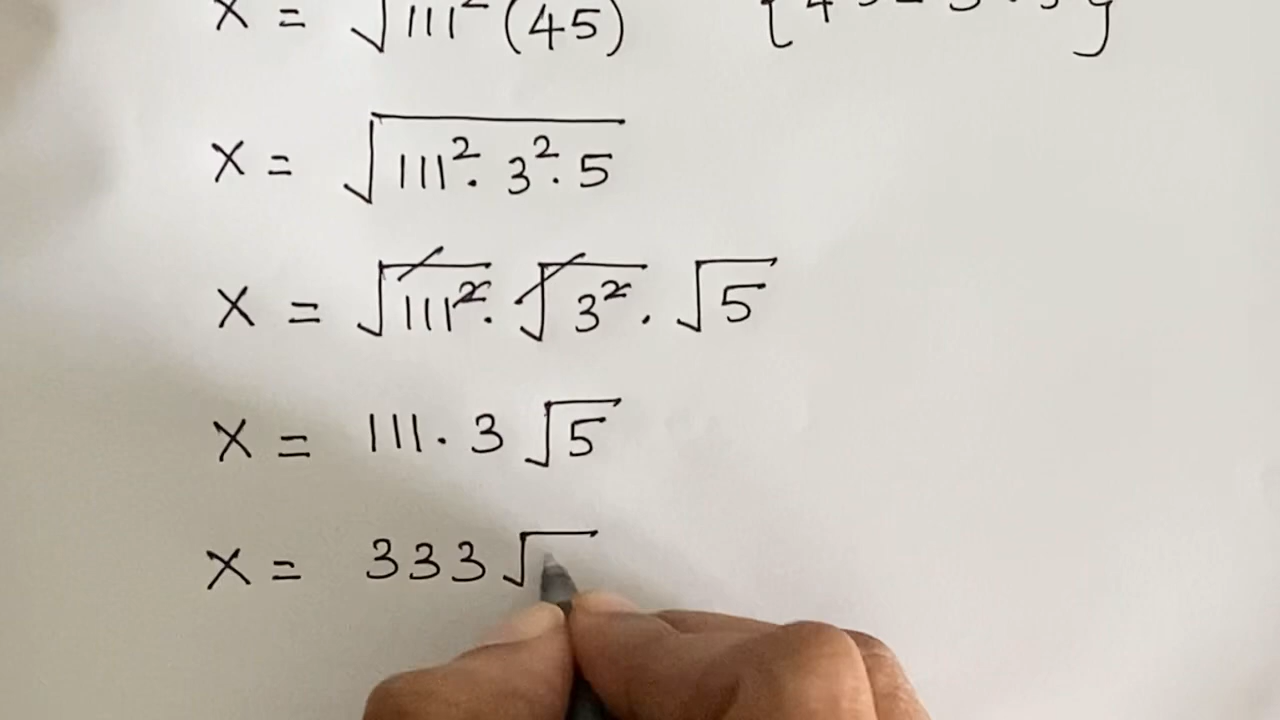 x = √111²(45)
x = √111²·3²·5
x = √111²·√3²·√5
x = 111·3√5
x = 333√